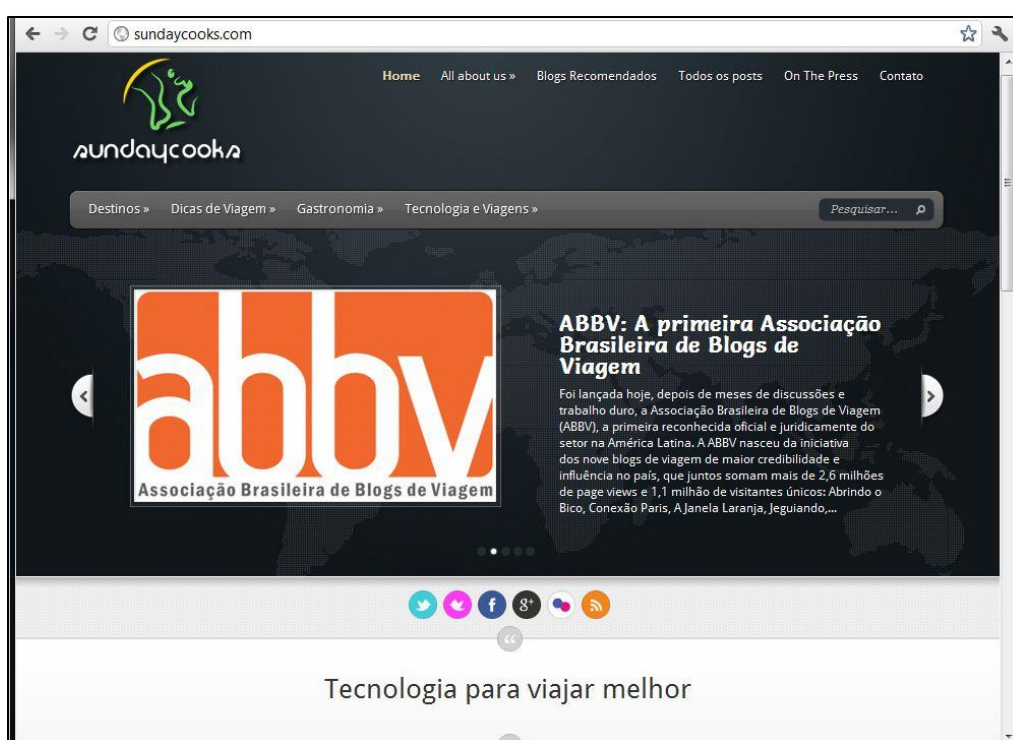 sundaycooks.com
Home All about us » Blogs Recomendados Todos os posts On The Press Contato
sundaycooks
Destinos » Dicas de Viagem » Gastronomia » Tecnologia e Viagens » Pesquisar...
abbv
Associação Brasileira de Blogs de Viagem
ABBV: A primeira Associação
Brasileira de Blogs de
Viagem
Foi lançada hoje, depois de meses de discussões e
trabalho duro, a Associação Brasileira de Blogs de Viagem
(ABBV), a primeira reconhecida oficial e juridicamente do
setor na América Latina. A ABBV nasceu da iniciativa
dos nove blogs de viagem de maior credibilidade e
influência no país, que juntos somam mais de 2,6 milhões
de page views e 1,1 milhão de visitantes únicos: Abrindo o
Bico, Conexão Paris, A Janela Laranja, Jeguiando,...
f 8+
“
Tecnologia para viajar melhor